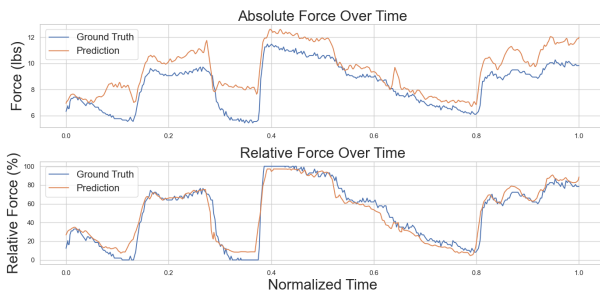 Absolute Force Over Time
Force (lbs)
12
10
8
6
Ground Truth
Prediction
0.0 0.2 0.4 0.6 0.8 1.0
Relative Force Over Time
Relative Force (%)
100
80
60
40
20
0
Ground Truth
Prediction
0.0 0.2 0.4 0.6 0.8 1.0
Normalized Time